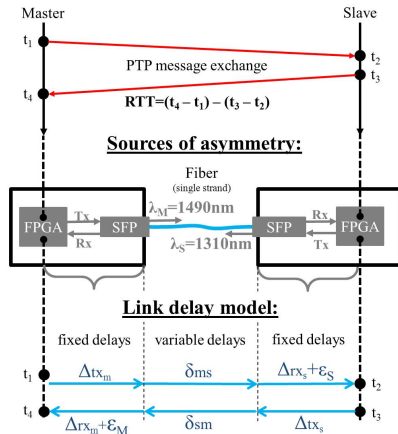 Master
Slave
t1
t2
PTP message exchange
t3
t4
RTT=(t4 – t1) – (t3 – t2)
Sources of asymmetry:
Fiber
(single strand)
λM=1490nm
FPGA
Tx
Rx
SFP
λS=1310nm
SFP
Rx
Tx
FPGA
Link delay model:
fixed delays
variable delays
fixed delays
t1
Δtxm
δms
Δrxs+εS
t2
t4
Δrxm+εM
δsm
Δtxs
t3